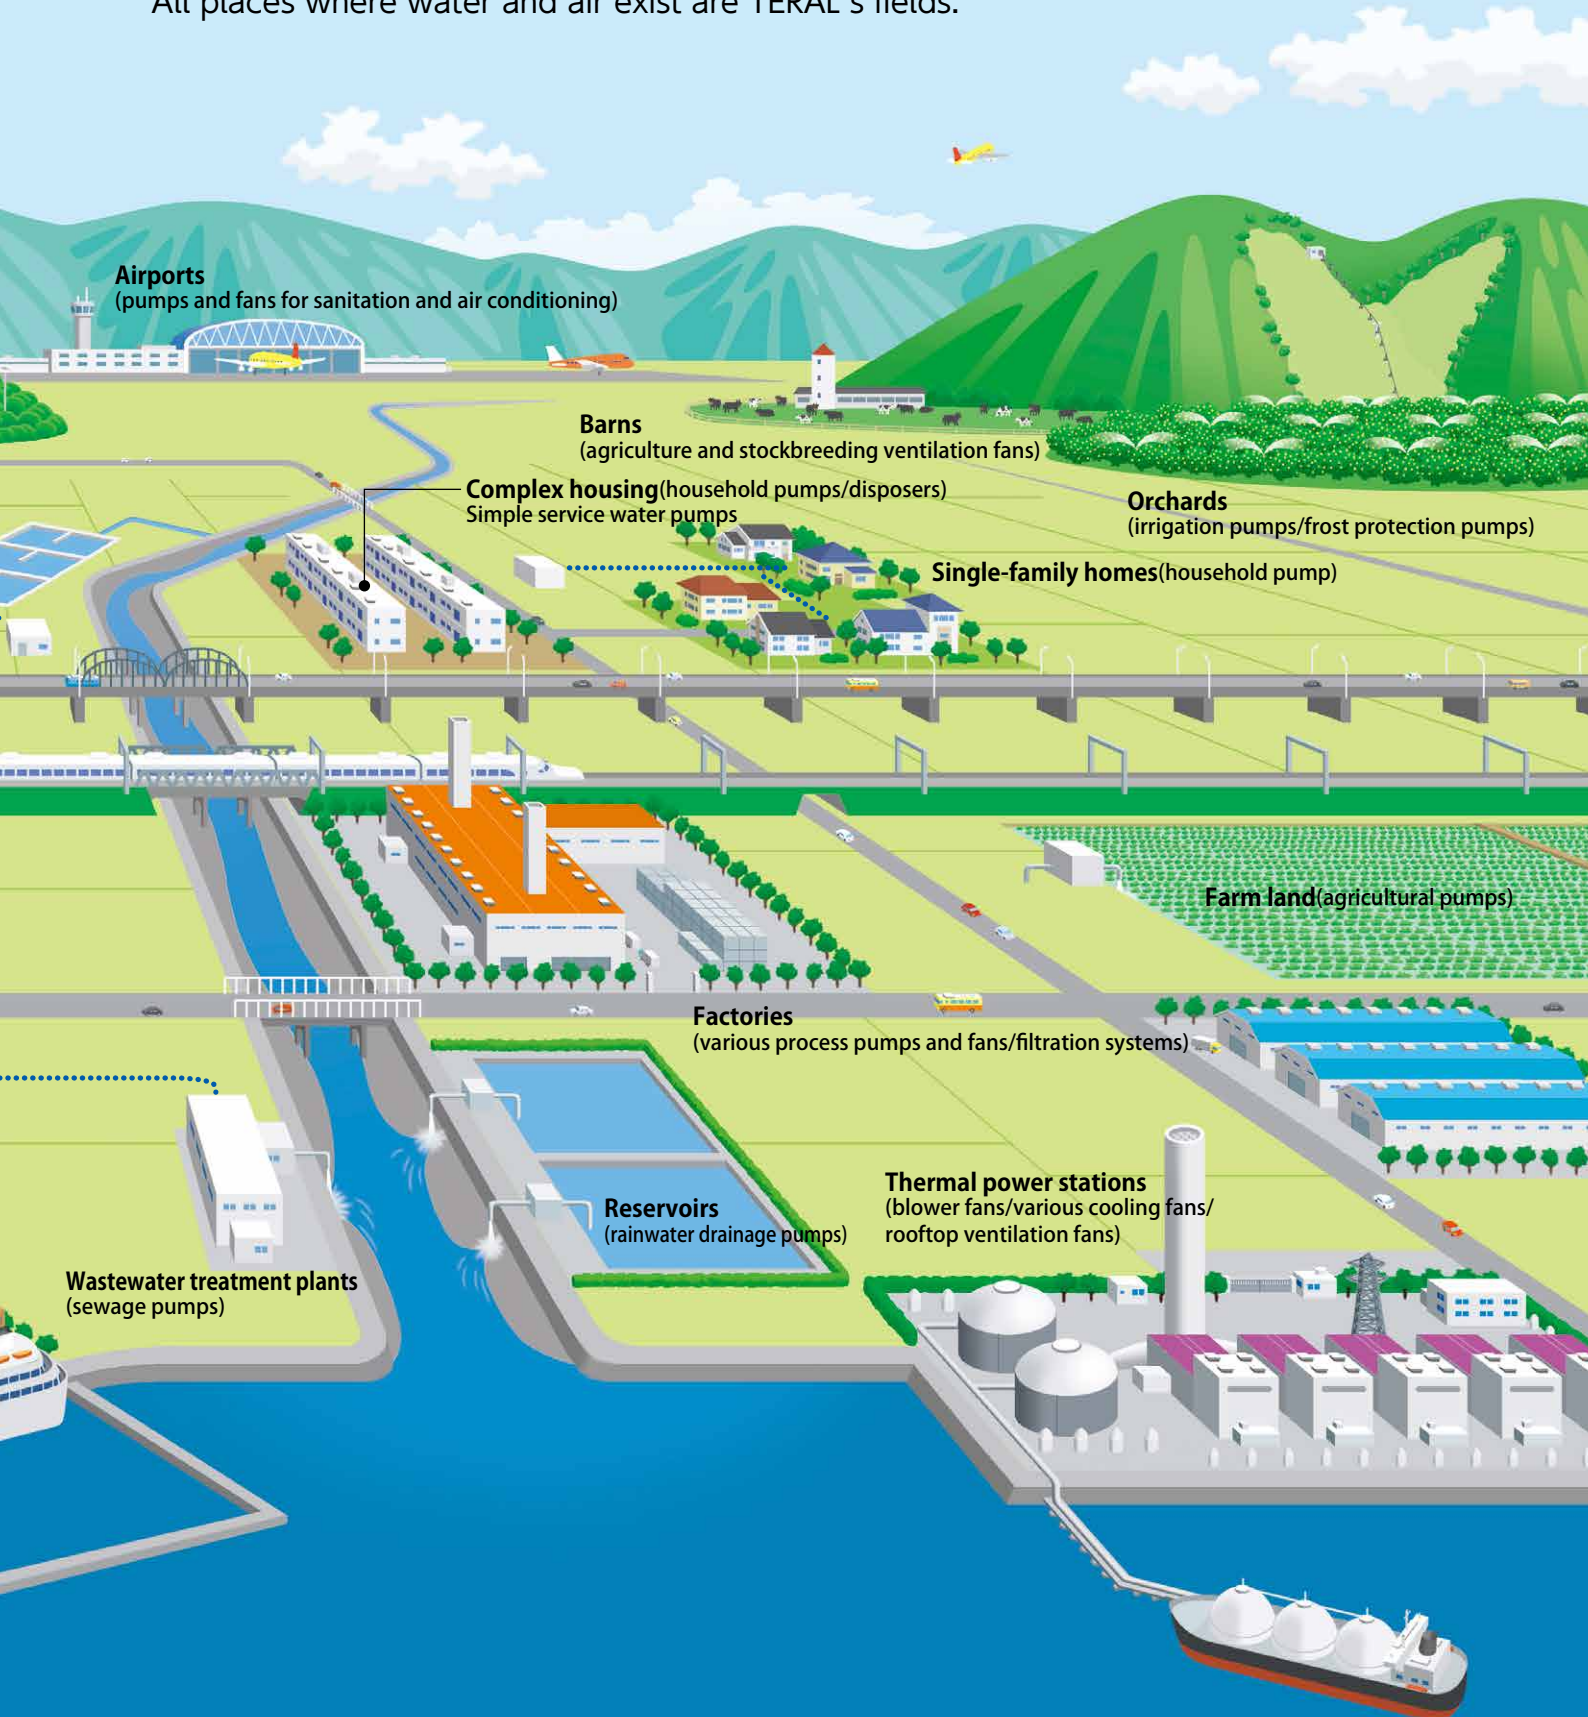 All places where water and air exist are TERAL's fields.
Airports
(pumps and fans for sanitation and air conditioning)
Barns
(agriculture and stockbreeding ventilation fans)
Complex housing(household pumps/disposers)
Simple service water pumps
Orchards
(irrigation pumps/frost protection pumps)
Single-family homes(household pump)
Farm land(agricultural pumps)
Factories
(various process pumps and fans/filtration systems)
Thermal power stations
(blower fans/various cooling fans/
rooftop ventilation fans)
Reservoirs
(rainwater drainage pumps)
Wastewater treatment plants
(sewage pumps)